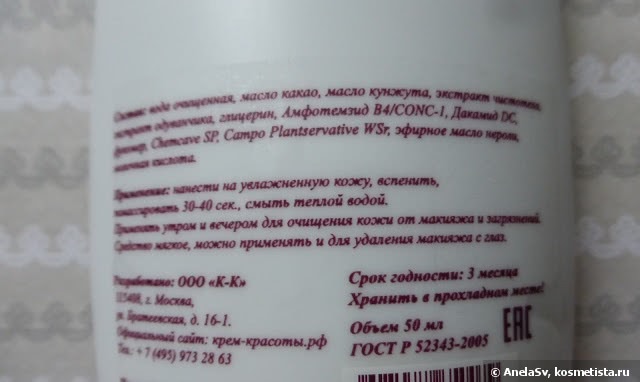 Состав: вода очищенная, масло какао, масло кунжута, экстракт чистотела,
экстракт одуванчика, глицерин, Амфотемзид B4/CONC-1, Дакамид DC,
Chemcave SP, Campo Plantservative WSr, эфирное масло нероли,
молочная кислота.
Применение: нанести на увлажненную кожу, вспенить,
помассировать 30-40 сек., смыть теплой водой.
Применять утром и вечером для очищения кожи от макияжа и загрязнений.
Средство мягкое, можно применять и для удаления макияжа с глаз.
Разработано: ООО «К-К»
115408, г. Москва,
ул. Братеевская, д. 16-1.
Официальный сайт: крем-красоты.рф
Тел.: + 7 (495) 973 28 63
Срок годности: 3 месяца
Хранить в прохладном месте!
Объем 50 мл
ГОСТ Р 52343-2005
EAC
© AnelaSv, kosmetista.ru